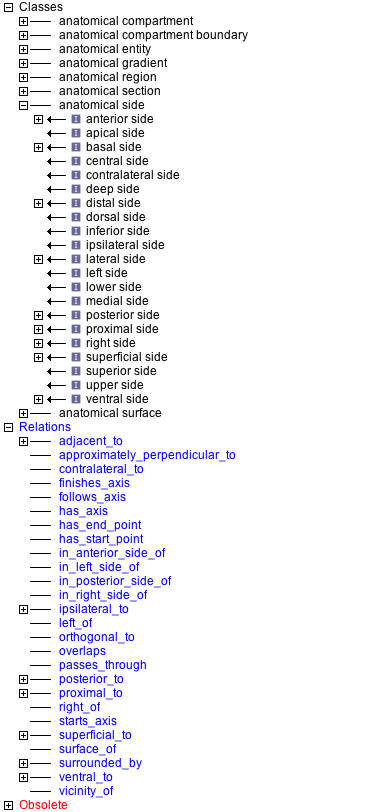 Classes
anatomical compartment
anatomical compartment boundary
anatomical entity
anatomical gradient
anatomical region
anatomical section
anatomical side
anterior side
apical side
basal side
central side
contralateral side
deep side
distal side
dorsal side
inferior side
ipsilateral side
lateral side
left side
lower side
medial side
posterior side
proximal side
right side
superficial side
superior side
upper side
ventral side
anatomical surface
Relations
adjacent_to
approximately_perpendicular_to
contralateral_to
finishes_axis
follows_axis
has_axis
has_end_point
has_start_point
in_anterior_side_of
in_left_side_of
in_posterior_side_of
in_right_side_of
ipsilateral_to
left_of
orthogonal_to
overlaps
passes_through
posterior_to
proximal_to
right_of
starts_axis
superficial_to
surface_of
surrounded_by
ventral_to
vicinity_of
Obsolete